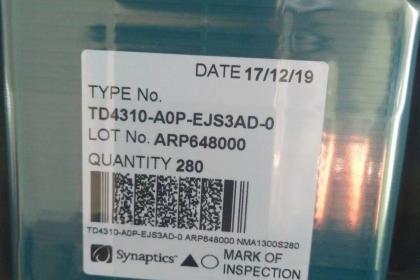 DATE 17/12/19
TYPE No.
TD4310-A0P-EJS3AD-0
LOT No. ARP648000
QUANTITY 280
TD4310-A0P-EJS3AD-0 ARP648000 NMA1300S280
Synaptics MARK OF
INSPECTION